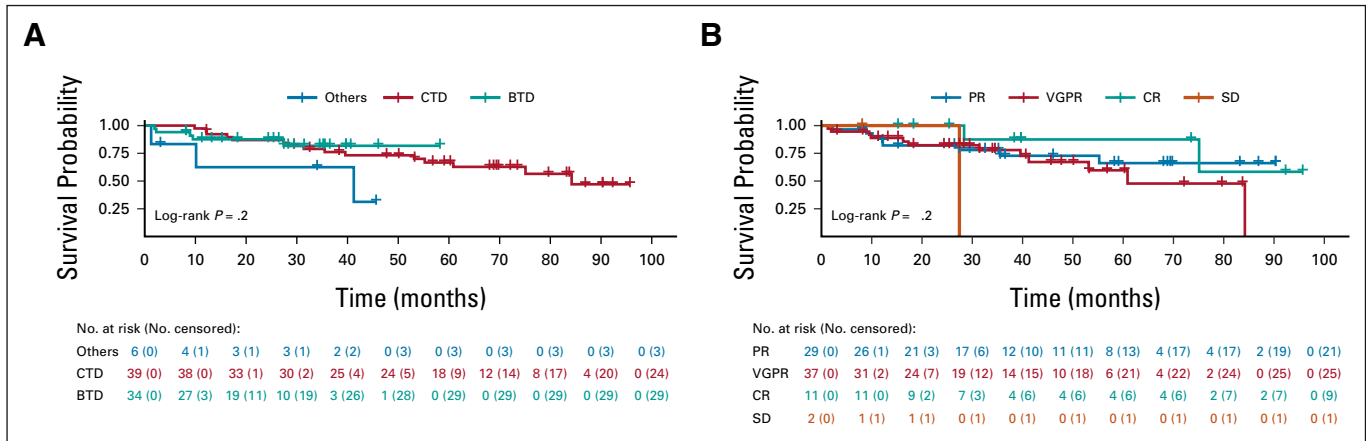 A
Survival Probability
Others CTD BTD
1.00
0.75
0.50
0.25
Log-rank P = .2
0 10 20 30 40 50 60 70 80 90 100
Time (months)
No. at risk (No. censored):
Others 6 (0) 4 (1) 3 (1) 3 (1) 2 (2) 0 (3) 0 (3) 0 (3) 0 (3) 0 (3) 0 (3)
CTD 39 (0) 38 (0) 33 (1) 30 (2) 25 (4) 24 (5) 18 (9) 12 (14) 8 (17) 4 (20) 0 (24)
BTD 34 (0) 27 (3) 19 (11) 10 (19) 3 (26) 1 (28) 0 (29) 0 (29) 0 (29) 0 (29) 0 (29)
B
Survival Probability
PR VGPR CR SD
1.00
0.75
0.50
0.25
Log-rank P = .2
0 10 20 30 40 50 60 70 80 90 100
Time (months)
No. at risk (No. censored):
PR 29 (0) 26 (1) 21 (3) 17 (6) 12 (10) 11 (11) 8 (13) 4 (17) 4 (17) 2 (19) 0 (21)
VGPR 37 (0) 31 (2) 24 (7) 19 (12) 14 (15) 10 (18) 6 (21) 4 (22) 2 (24) 0 (25) 0 (25)
CR 11 (0) 11 (0) 9 (2) 7 (3) 4 (6) 4 (6) 4 (6) 4 (6) 2 (7) 2 (7) 0 (9)
SD 2 (0) 1 (1) 1 (1) 0 (1) 0 (1) 0 (1) 0 (1) 0 (1) 0 (1) 0 (1) 0 (1)